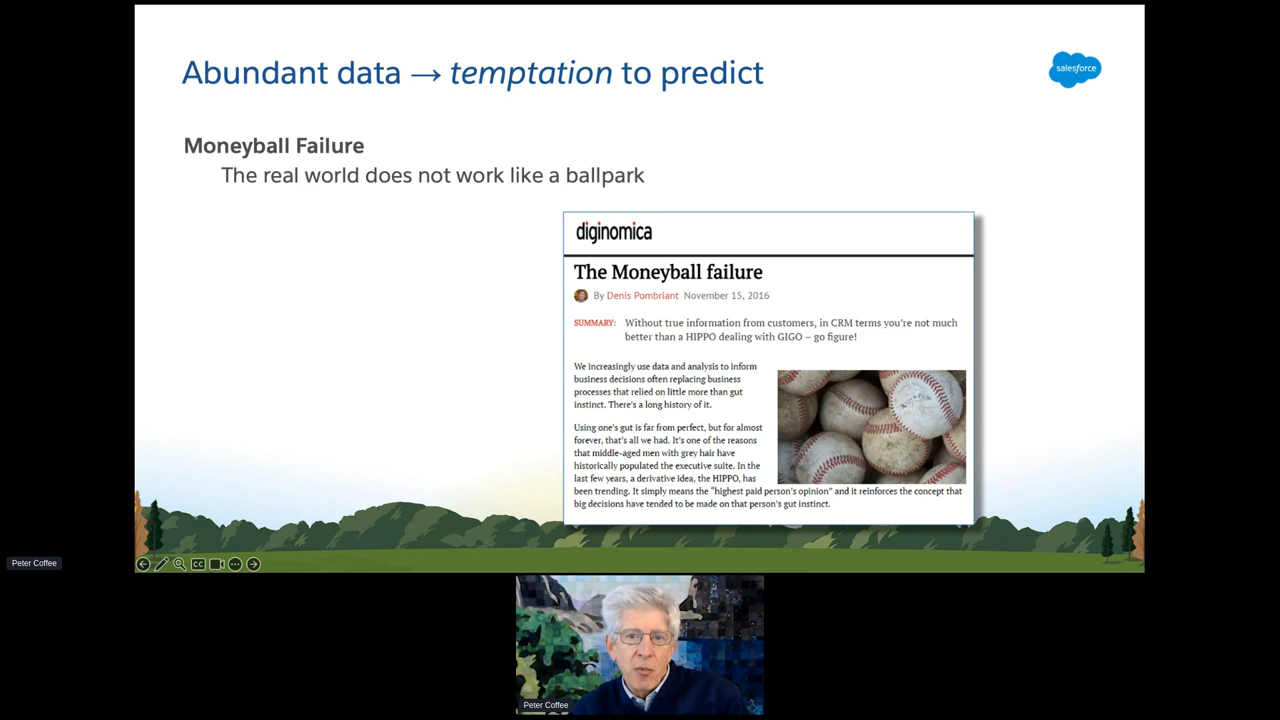 Abundant data → temptation to predict
salesforce
Moneyball Failure
The real world does not work like a ballpark
diginomica
The Moneyball failure
By Denis Pombriant November 15, 2016
SUMMARY: Without true information from customers, in CRM terms you're not much
better than a HIPPO dealing with GIGO – go figure!
We increasingly use data and analysis to inform
business decisions often replacing business
processes that relied on little more than gut
instinct. There's a long history of it.
Using one's gut is far from perfect, but for almost
forever, that's all we had. It's one of the reasons
that middle-aged men with grey hair have
historically populated the executive suite. In the
last few years, a derivative idea, the HIPPO, has
been trending. It simply means the "highest paid person's opinion" and it reinforces the concept that
big decisions have tended to be made on that person's gut instinct.
Peter Coffee
CC
Peter Coffee